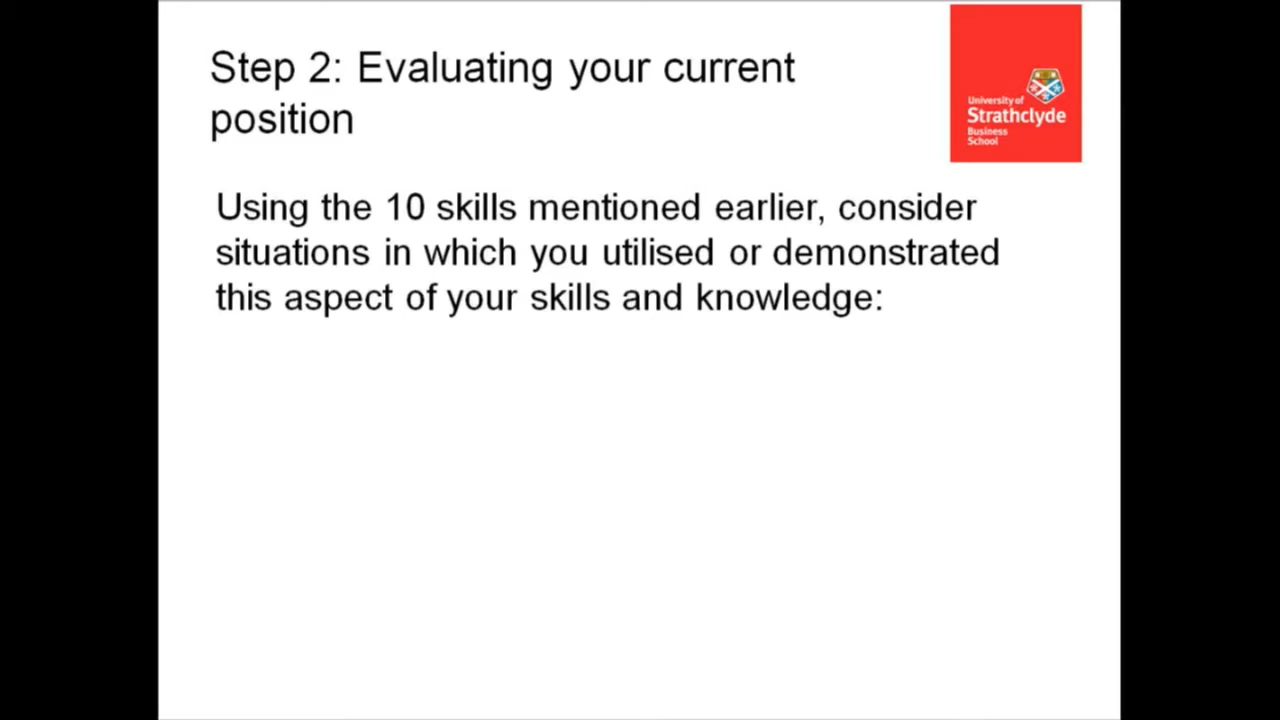 Step 2: Evaluating your current
position
University of
Strathclyde
Business
School
Using the 10 skills mentioned earlier, consider
situations in which you utilised or demonstrated
this aspect of your skills and knowledge: